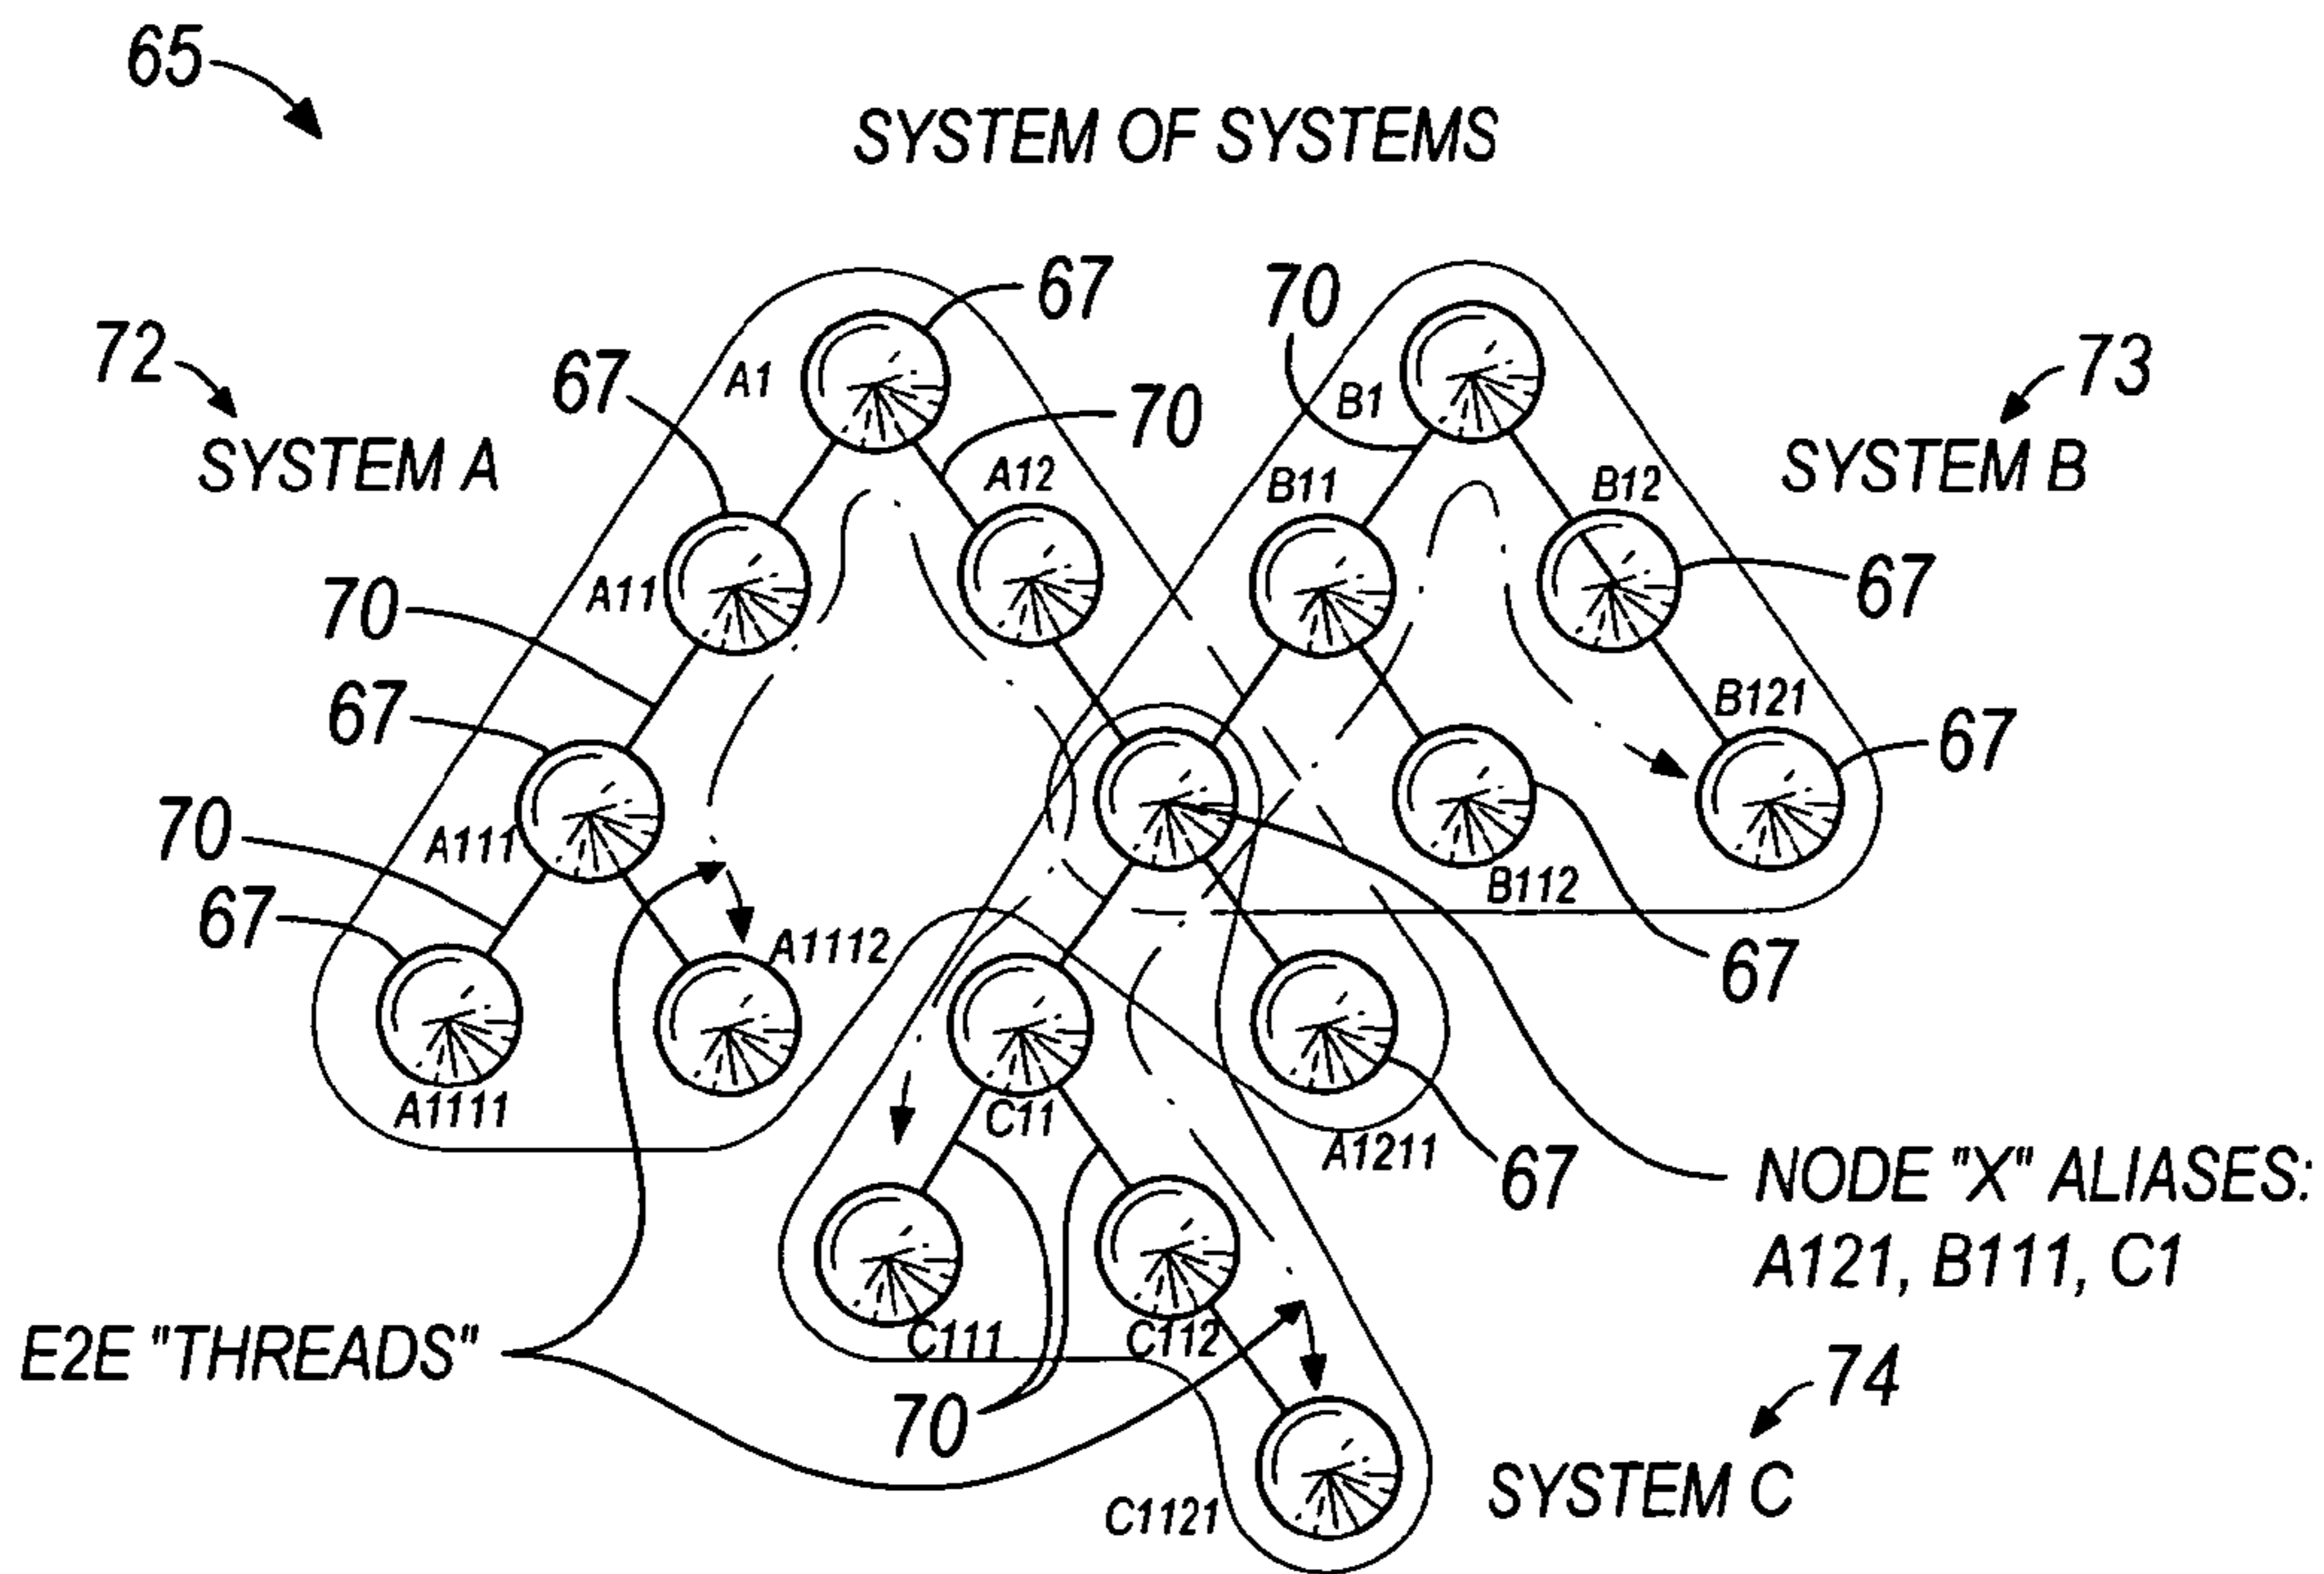 65
SYSTEM OF SYSTEMS
67
70
72
67
A1
70
B1
73
SYSTEM A
A12
B11
B12
SYSTEM B
70
A11
67
67
B121
67
70
A111
B112
67
A1112
67
A1111
C11
A1211
67
NODE "X" ALIASES:
A121, B111, C1
E2E "THREADS"
C111
C112
74
70
C1121
SYSTEM C